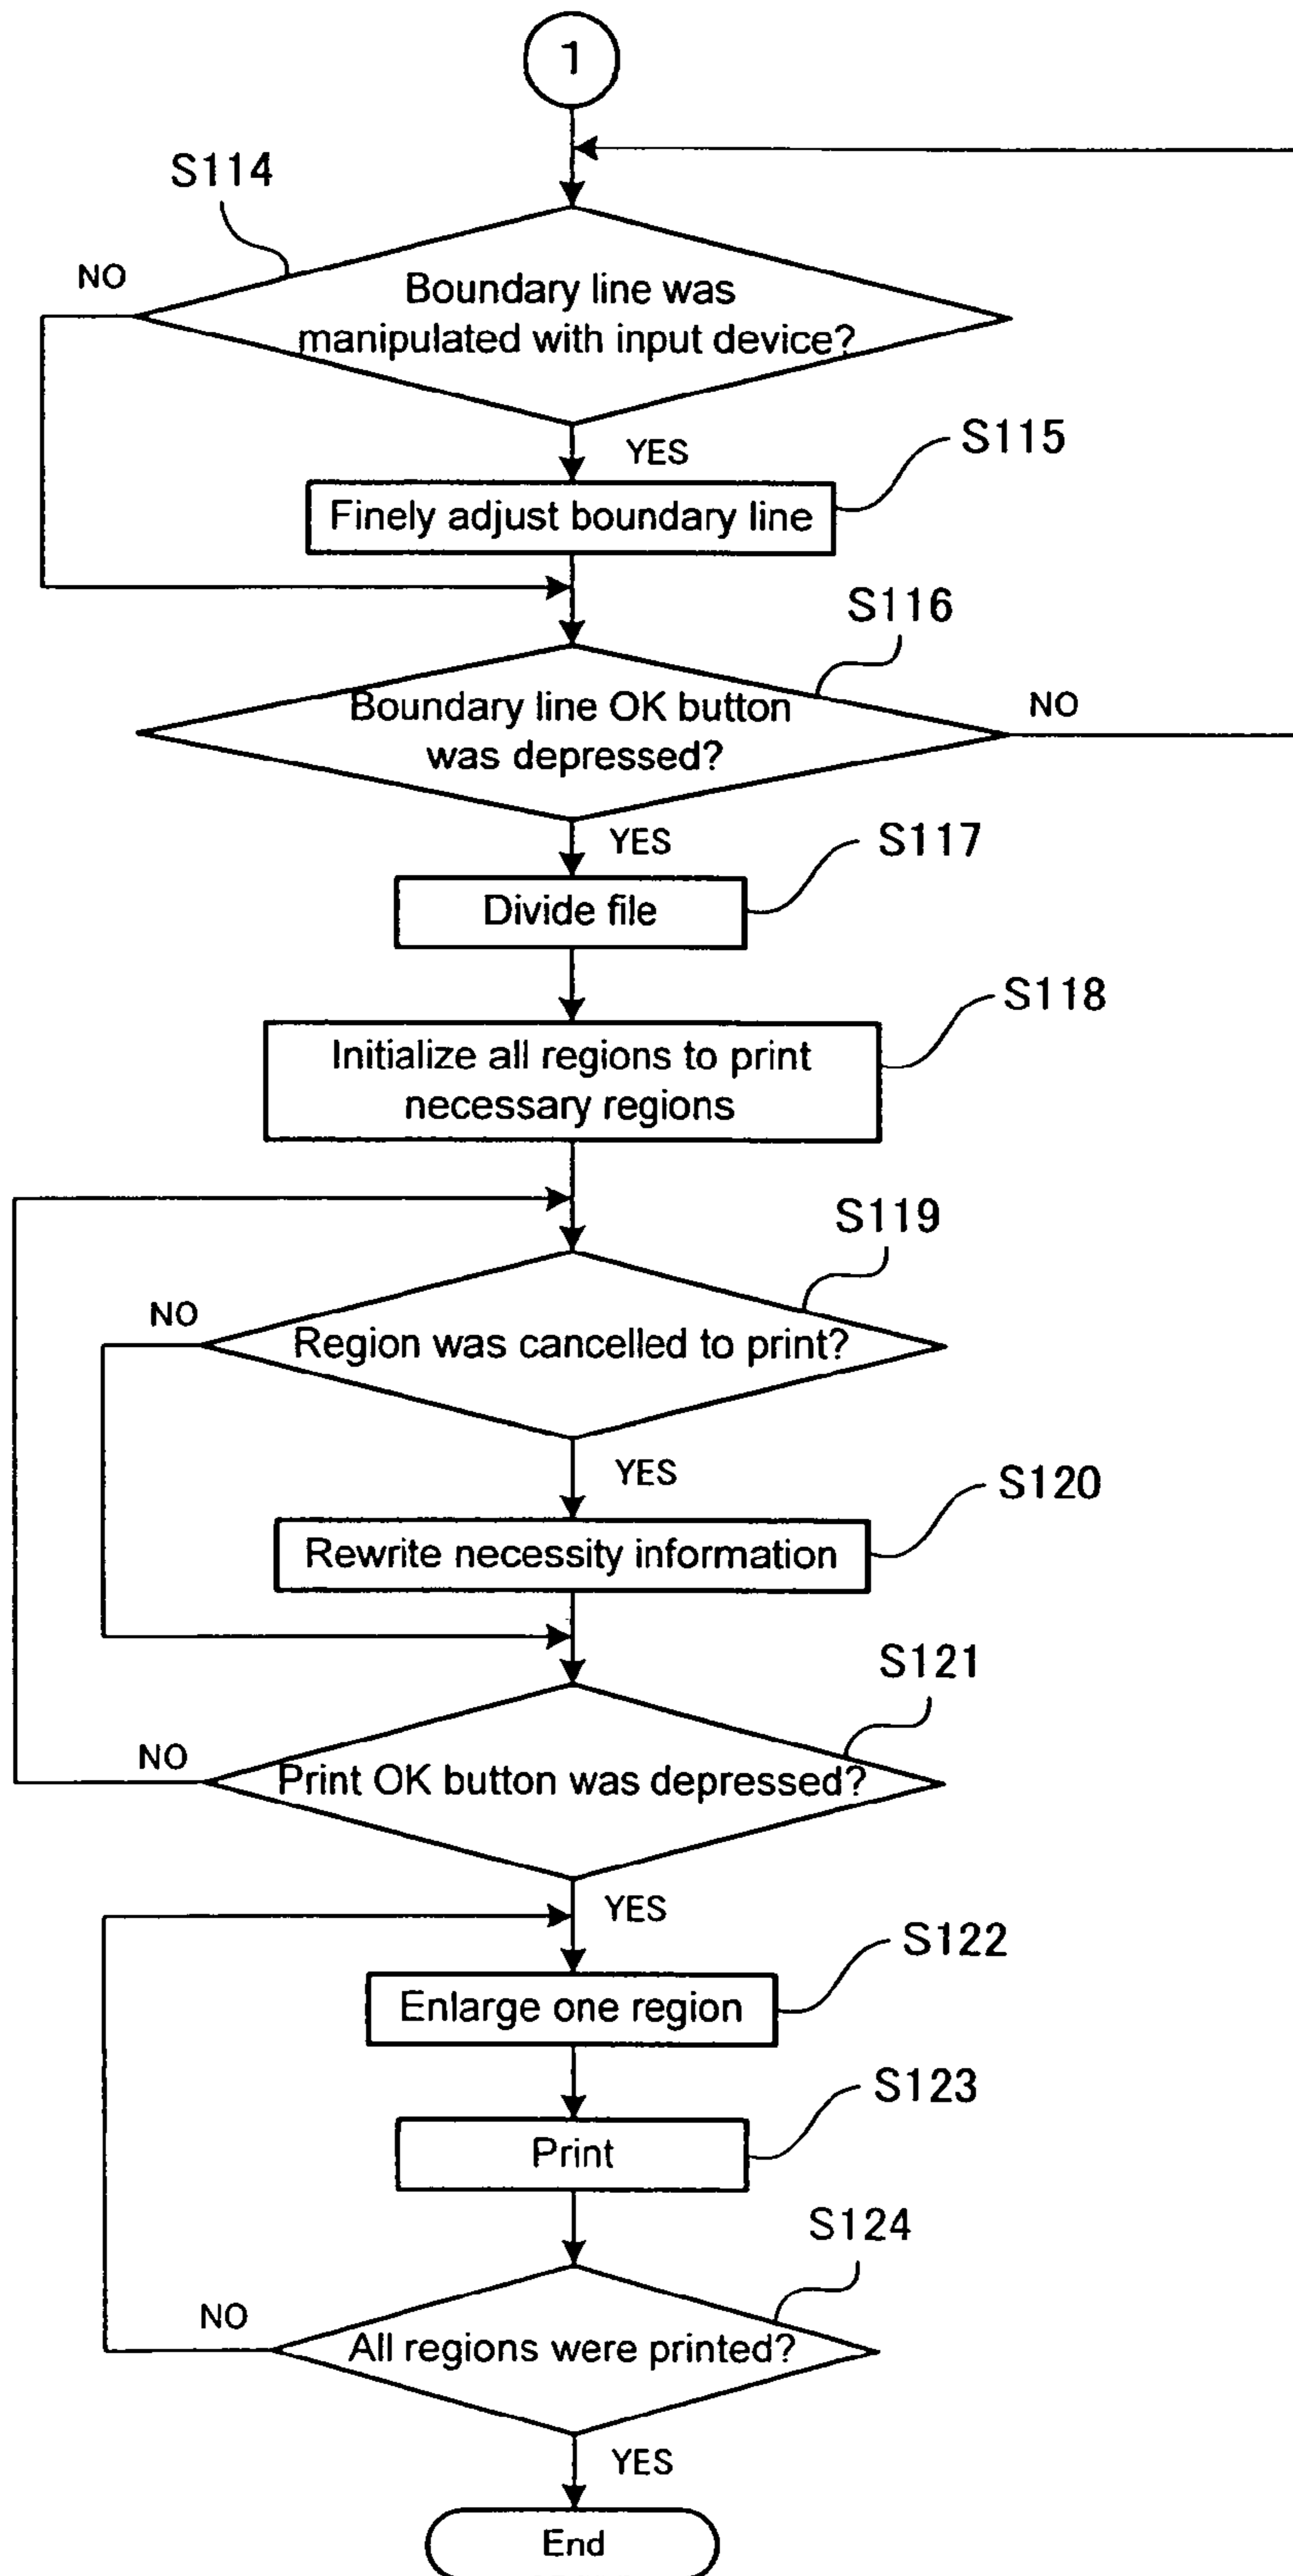 1
S114
NO
Boundary line was
manipulated with input device?
YES
S115
Finely adjust boundary line
S116
Boundary line OK button
was depressed?
NO
YES
S117
Divide file
S118
Initialize all regions to print
necessary regions
S119
NO
Region was cancelled to print?
YES
S120
Rewrite necessity information
S121
NO
Print OK button was depressed?
YES
S122
Enlarge one region
S123
Print
S124
NO
All regions were printed?
YES
End